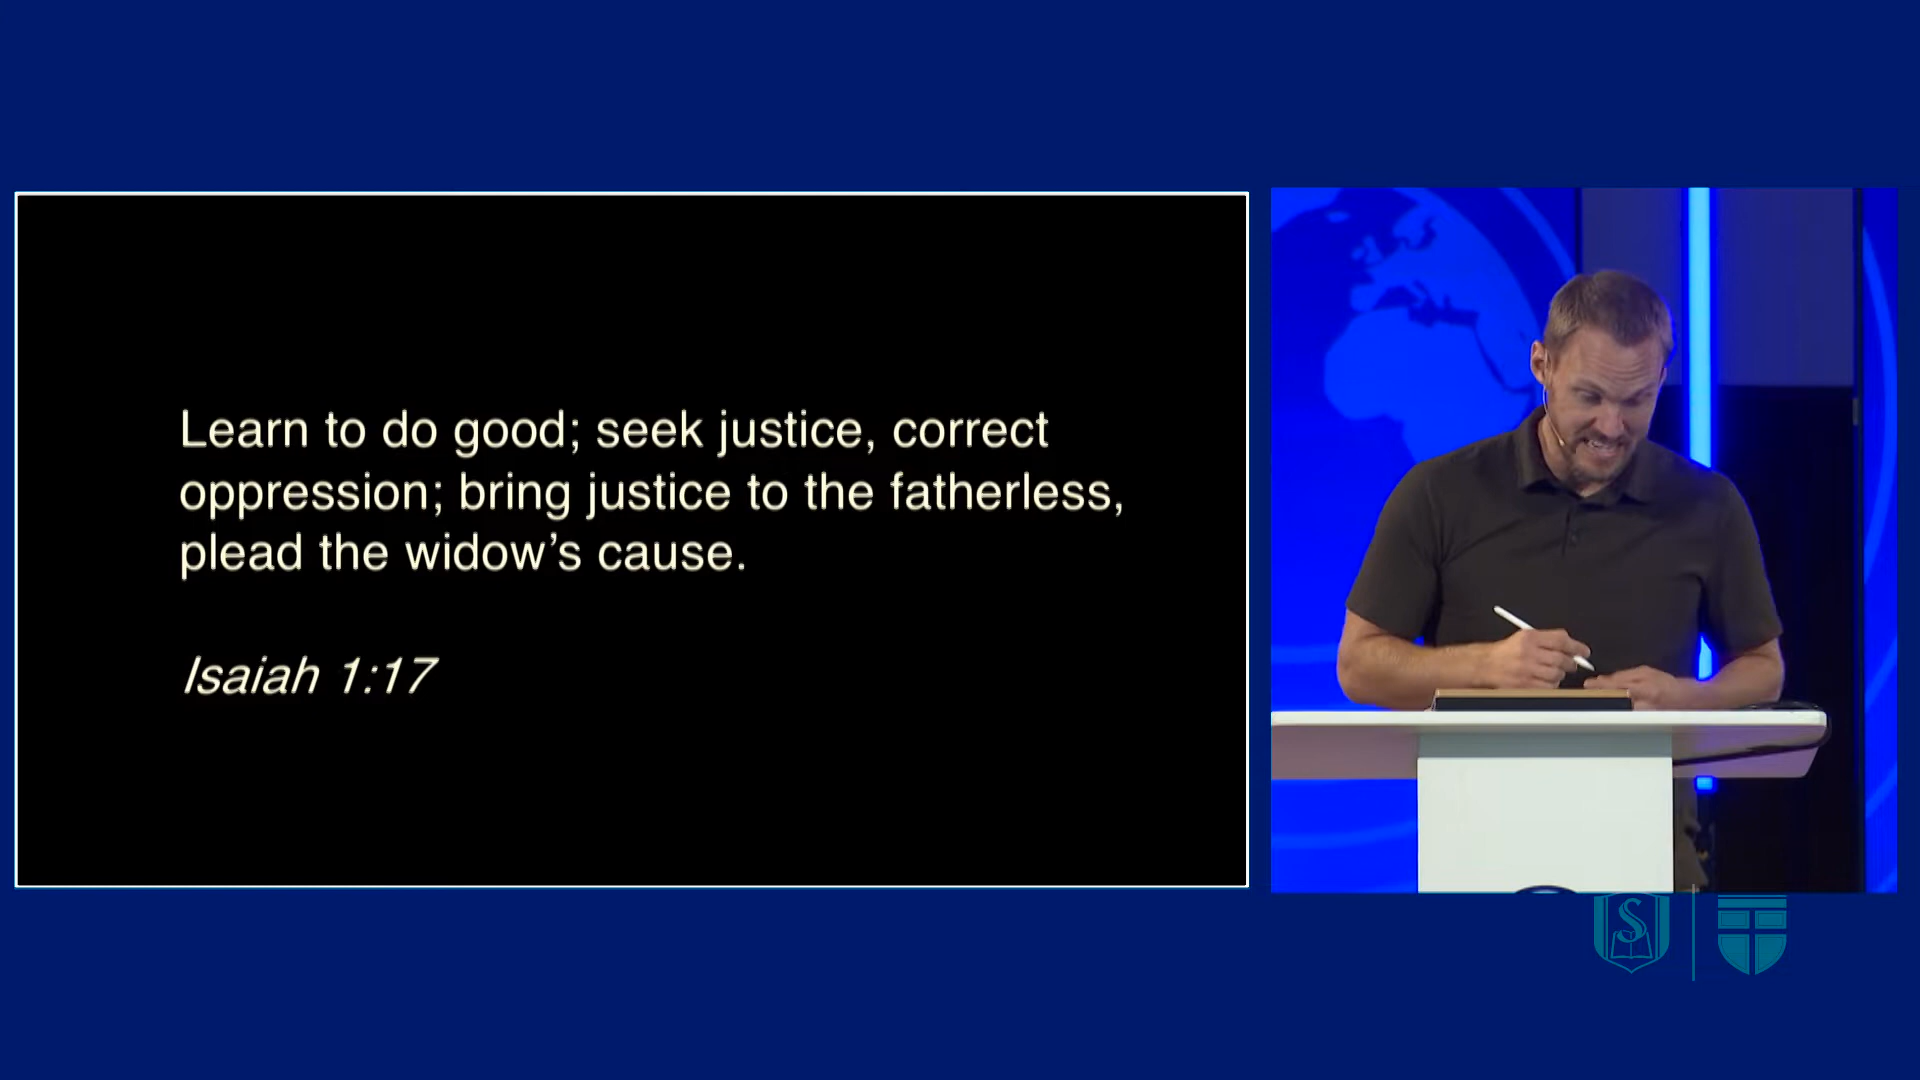 Learn to do good; seek justice, correct
oppression; bring justice to the fatherless,
plead the widow’s cause.
Isaiah 1:17
S